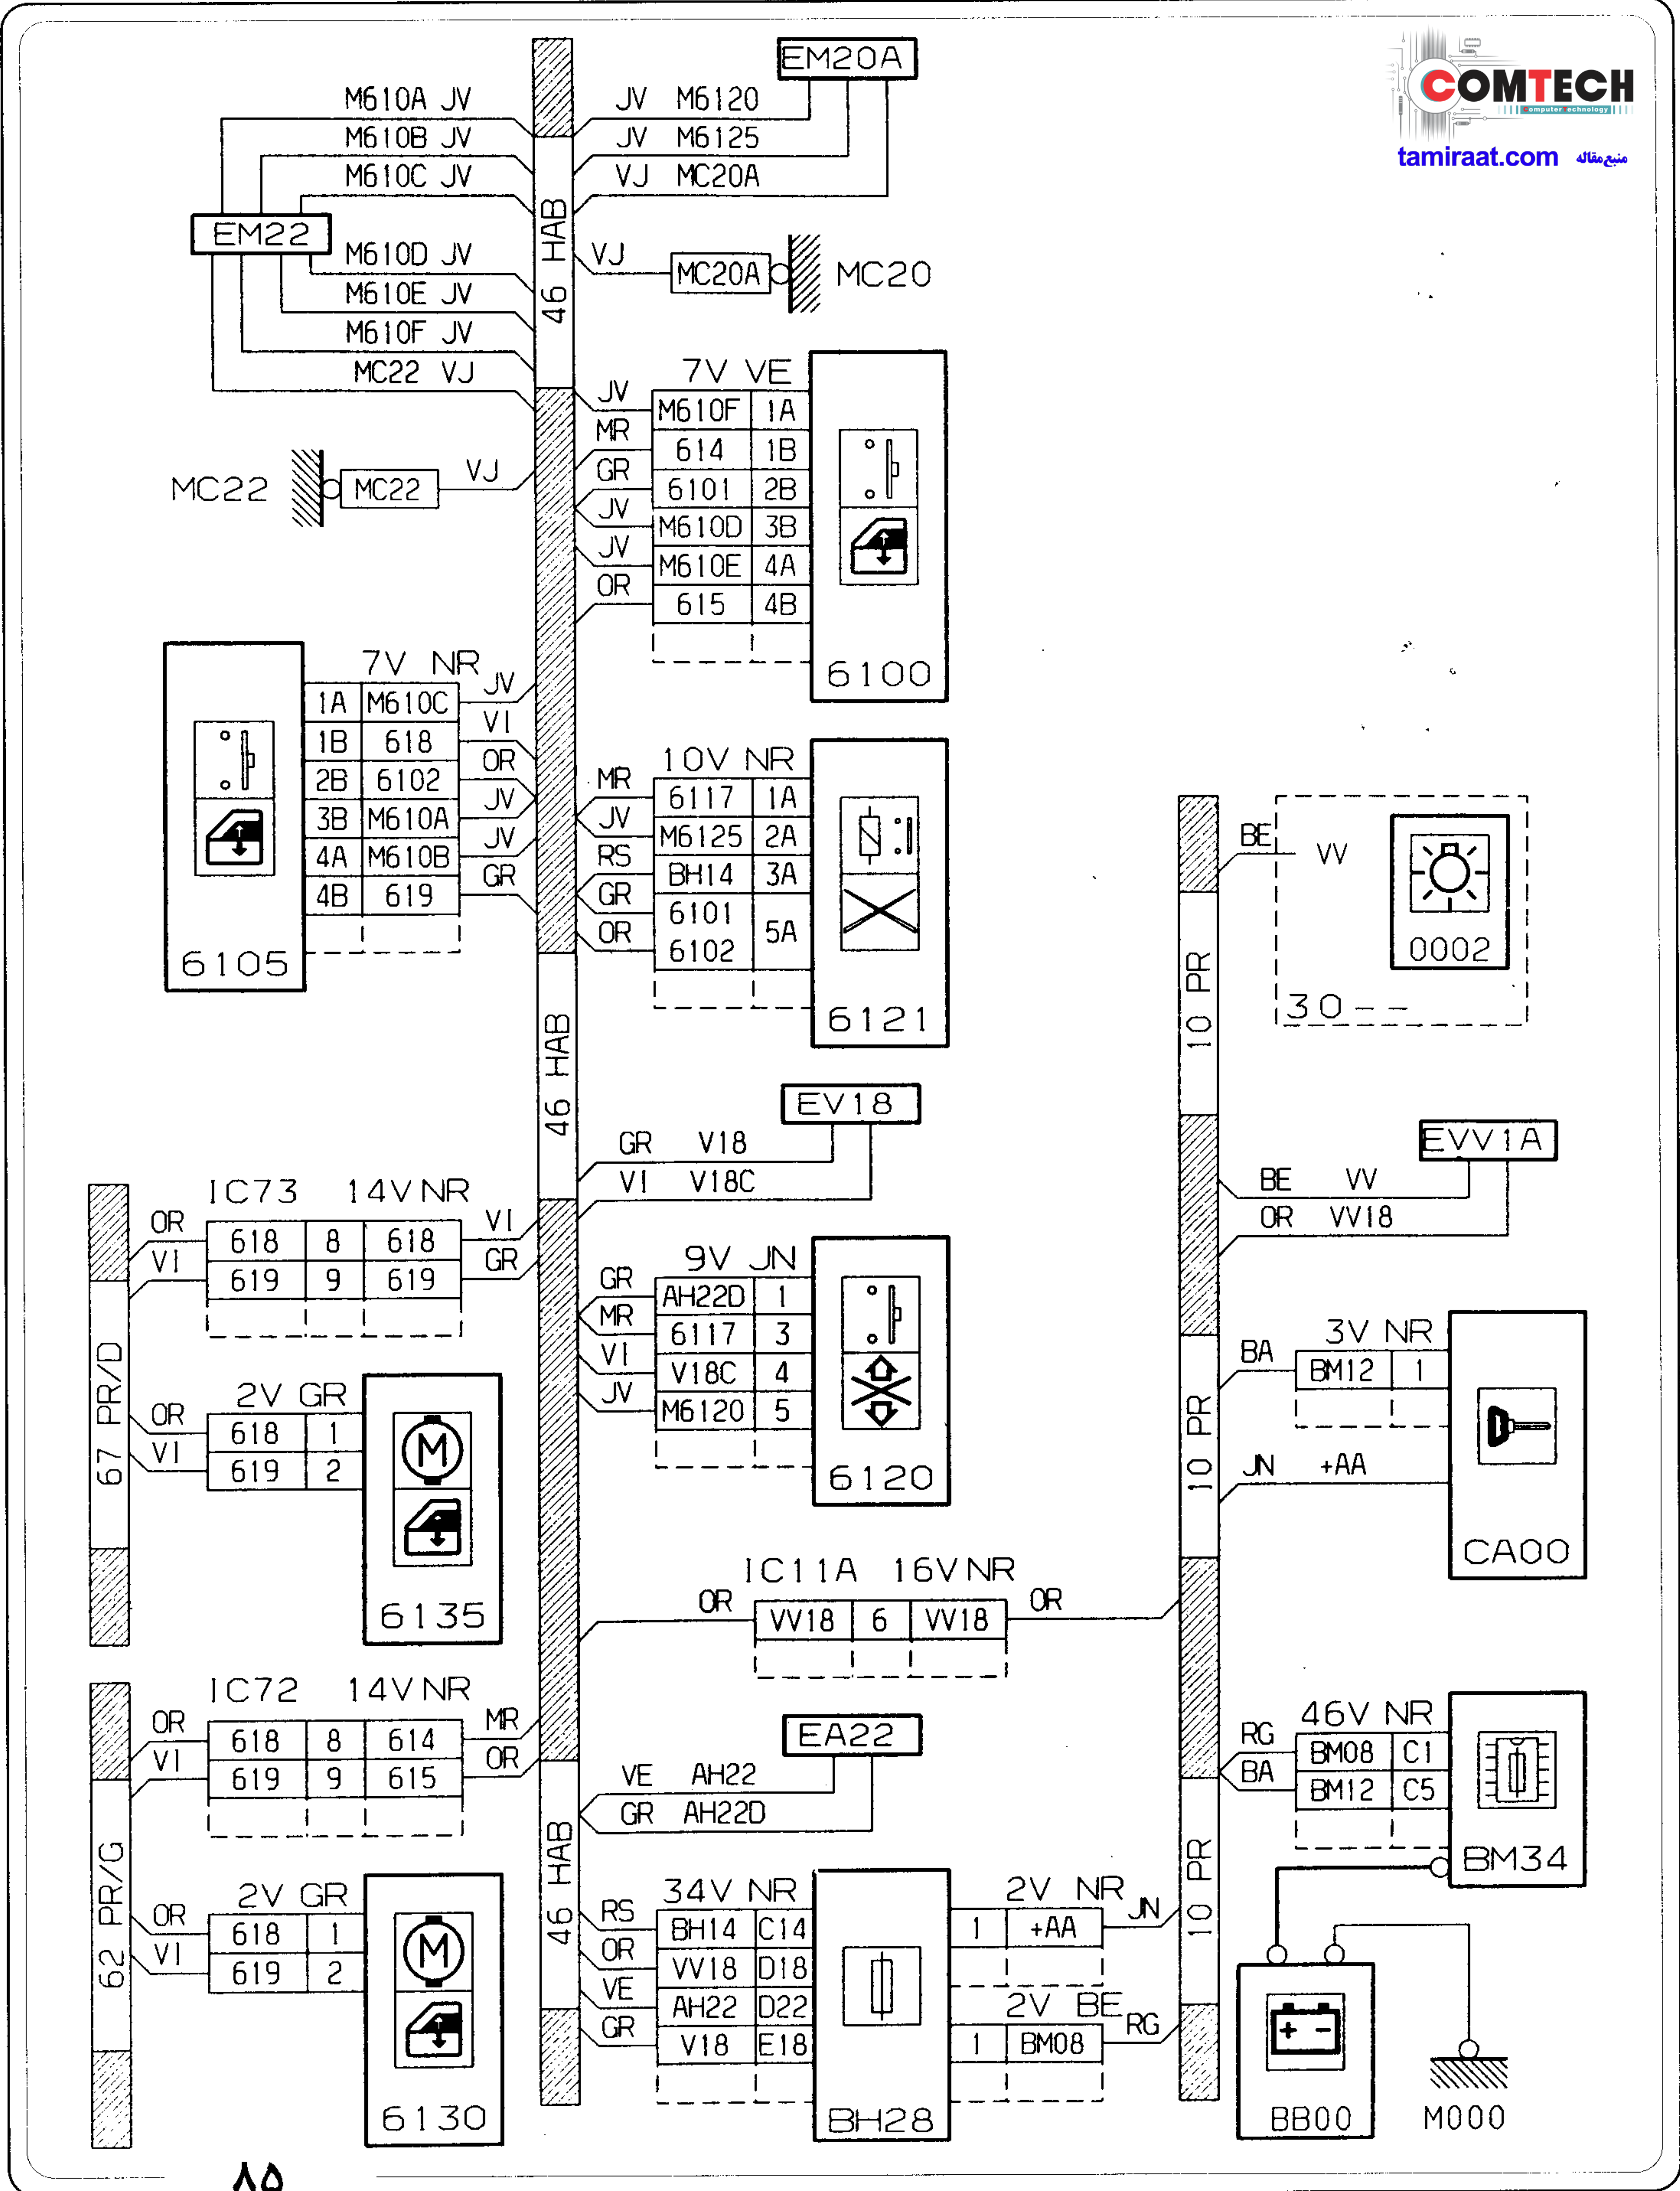 EM20A
COMTECH
Computer Technology
tamiraat.com منبع مقاله
M610A JV
M610B JV
M610C JV
EM22
M610D JV
M610E JV
M610F JV
MC22 VJ
JV M6120
JV M6125
VJ MC20A
46 HAB
VJ
MC20A
MC20
MC22
MC22
VJ
7V VE
JV M610F 1A
MR 614 1B
GR 6101 2B
JV M610D 3B
JV M610E 4A
OR 615 4B
6100
7V NR
1A M610C JV
1B 618 VI
2B 6102 OR
3B M610A JV
4A M610B JV
4B 619 GR
6105
10V NR
MR 6117 1A
JV M6125 2A
RS BH14 3A
GR 6101 5A
OR 6102
6121
46 HAB
10 PR
BE VV
0002
30--
EV18
GR V18
VI V18C
EVV1A
BE VV
OR VV18
IC73 14V NR
OR 618 8 618 VI
VI 619 9 619 GR
67 PR/D
2V GR
OR 618 1
VI 619 2
6135
9V JN
GR AH22D 1
MR 6117 3
VI V18C 4
JV M6120 5
6120
10 PR
3V NR
BA BM12 1
JN +AA
CA00
IC11A 16V NR
OR VV18 6 VV18 OR
IC72 14V NR
OR 618 8 614 MR
VI 619 9 615 OR
62 PR/G
2V GR
OR 618 1
VI 619 2
M
6130
M
EA22
VE AH22
GR AH22D
46 HAB
34V NR
RS BH14 C14
OR VV18 D18
VE AH22 D22
GR V18 E18
BH28
2V NR
1 +AA JN
2V BE
1 BM08 RG
10 PR
46V NR
RG BM08 C1
BA BM12 C5
BM34
+ -
BB00
M000
۸۵